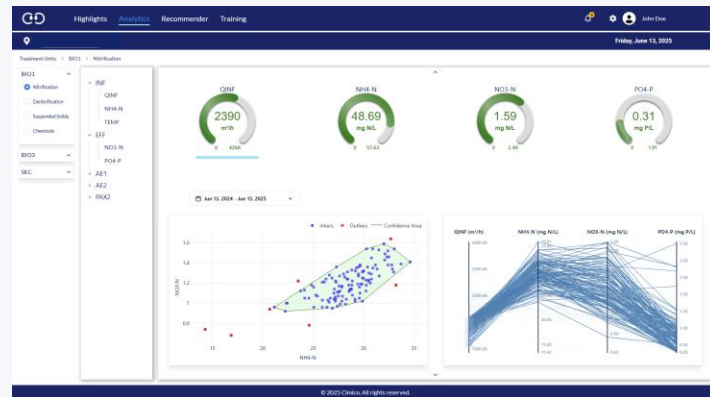 Highlights Analytics Recommender Training
John Doe
Friday, June 13, 2025
Treatment Units > BIO1 > Nitrification
BIO1
Nitrification
Denitrification
Suspended Solids
Chemicals
BIO3
SEC
INF
QINF
NH4-N
TEMP
EFF
NO3-N
PO4-P
AE1
AE2
PAX2
QINF
2390
m³/h
0 4260
NH4-N
48.69
mg N/L
0 57.63
NO3-N
1.59
mg N/L
0 2.49
PO4-P
0.31
mg P/L
0 1.91
Jun 13, 2024 - Jun 13, 2025
Inliers Outliers Confidence Area
1.6
1.4
1.2
1
0.8
NO3-N
15 20 25 30 35
NH4-N
QINF (m³/h) NH4-N (mg N/L) NO3-N (mg N/L) PO4-P (mg P/L)
© 2025 Cimico. All rights reserved.